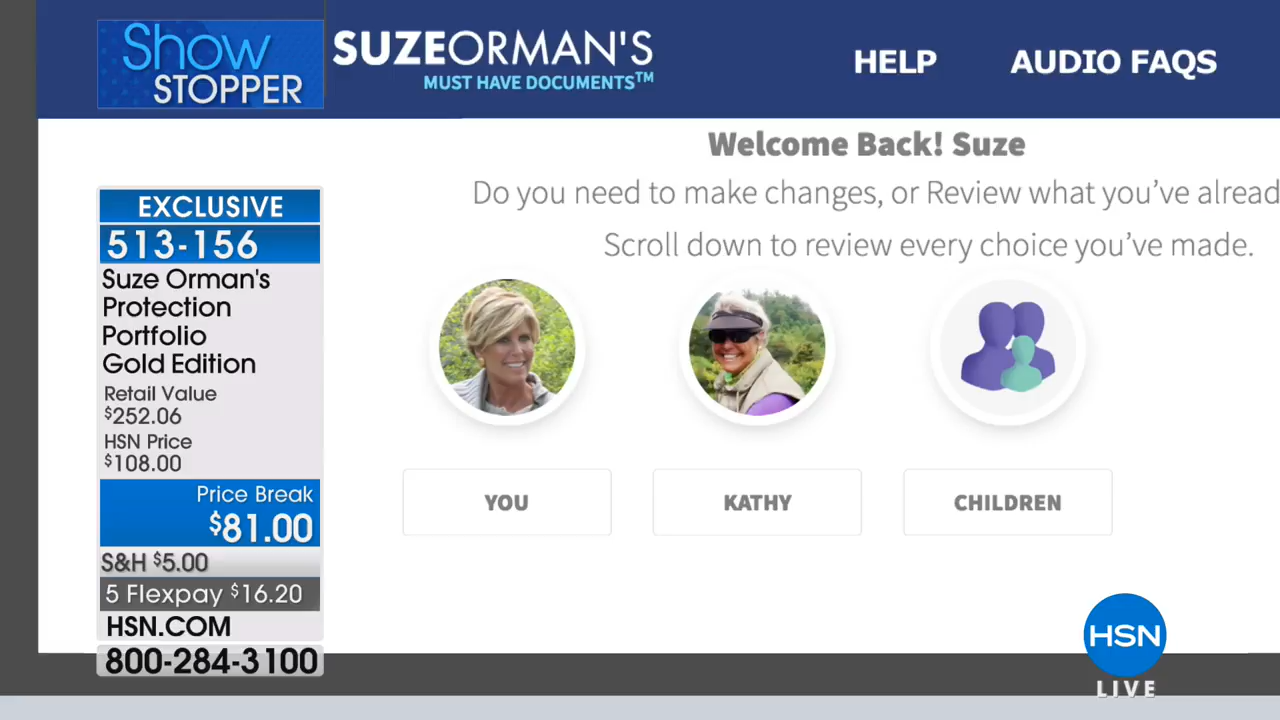 Show
STOPPER
SUZEORMAN'S
MUST HAVE DOCUMENTS™
HELP
AUDIO FAQS
Welcome Back! Suze
Do you need to make changes, or Review what you've alread
Scroll down to review every choice you've made.
YOU
KATHY
CHILDREN
EXCLUSIVE
513-156
Suze Orman's
Protection
Portfolio
Gold Edition
Retail Value
$252.06
HSN Price
$108.00
Price Break
$81.00
S&H $5.00
5 Flexpay $16.20
HSN.COM
800-284-3100
HSN
LIVE